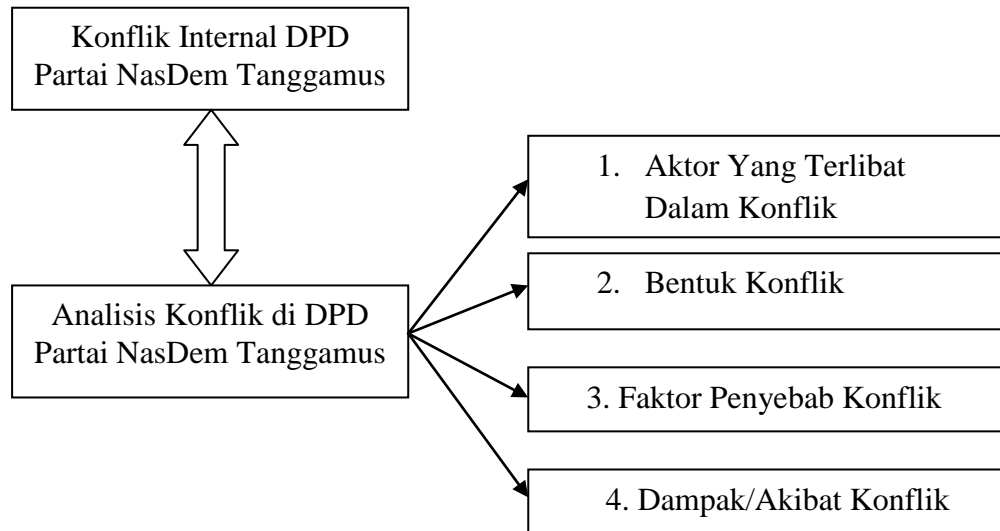 Konflik Internal DPD
Partai NasDem Tanggamus
Analisis Konflik di DPD
Partai NasDem Tanggamus
1. Aktor Yang Terlibat
Dalam Konflik
2. Bentuk Konflik
3. Faktor Penyebab Konflik
4. Dampak/Akibat Konflik